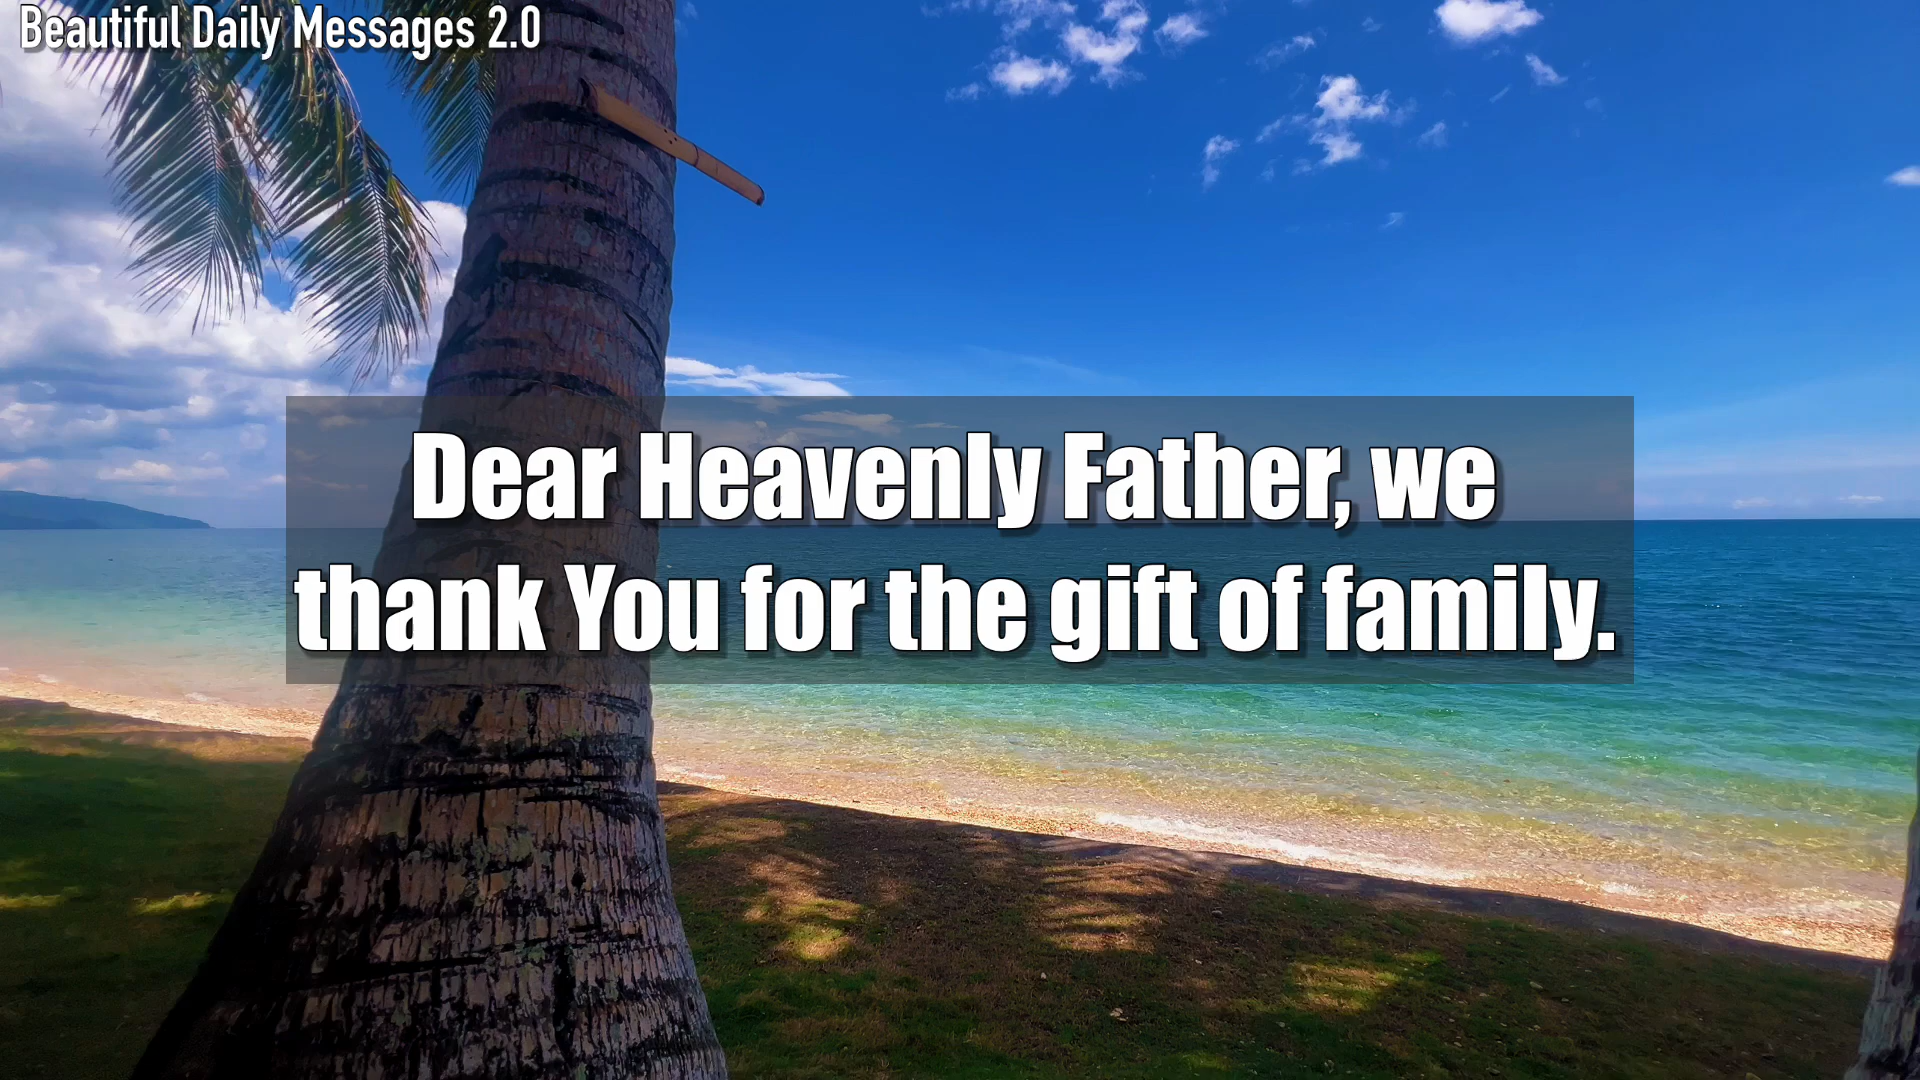 Beautiful Daily Messages 2.0
Dear Heavenly Father, we
thank You for the gift of family.